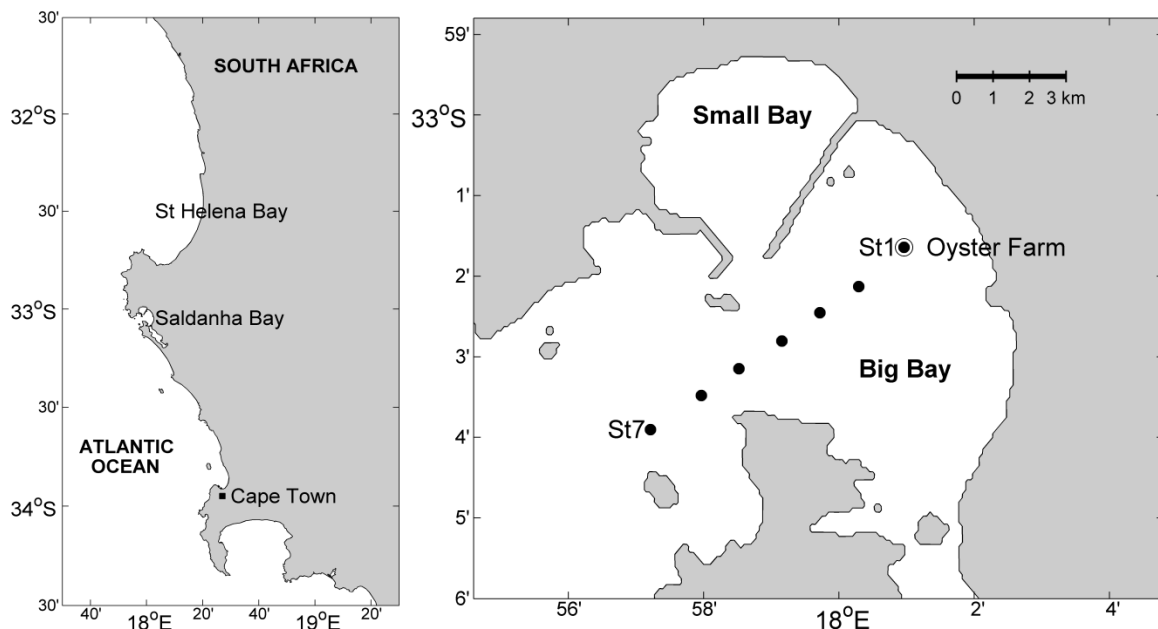 30'
SOUTH AFRICA
32°S
St Helena Bay
30'
33°S
Saldanha Bay
30'
ATLANTIC
OCEAN
Cape Town
34°S
30'
40'
18°E
20'
40'
19°E
20'
59'
0 1 2 3 km
Small Bay
33°S
1'
St1 Oyster Farm
2'
3'
Big Bay
St7
4'
5'
6'
56'
58'
18°E
2'
4'